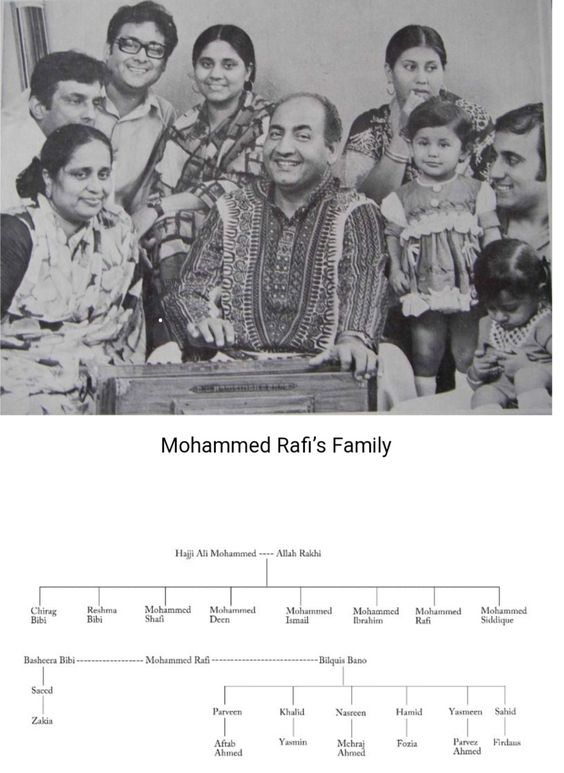 Mohammed Rafi's Family
Hajji Ali Mohammed ---- Allah Rakhi
Chirag Bibi
Reshma Bibi
Mohammed Shafi
Mohammed Deen
Mohammed Ismail
Mohammed Ibrahim
Mohammed Rafi
Mohammed Siddique
Basheera Bibi ------------------ Mohammed Rafi ----------------------------- Bilquis Bano
Saeed
Zakia
Parveen Khalid Nasreen Hamid Yasmeen Sahid
Aftab Ahmed
Yasmin
Mehraj Ahmed
Fozia
Parvez Ahmed
Firdaus